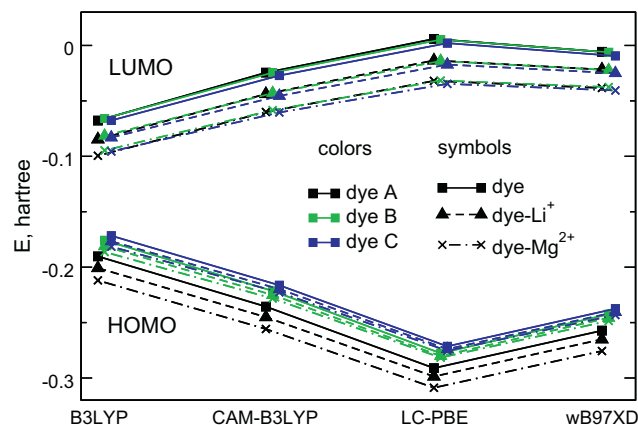 0
LUMO
-0.1
colors
symbols
dye A
dye
dye B
dye-Li⁺
dye C
dye-Mg²⁺
E, hartree
-0.2
HOMO
-0.3
B3LYP CAM-B3LYP LC-PBE wB97XD